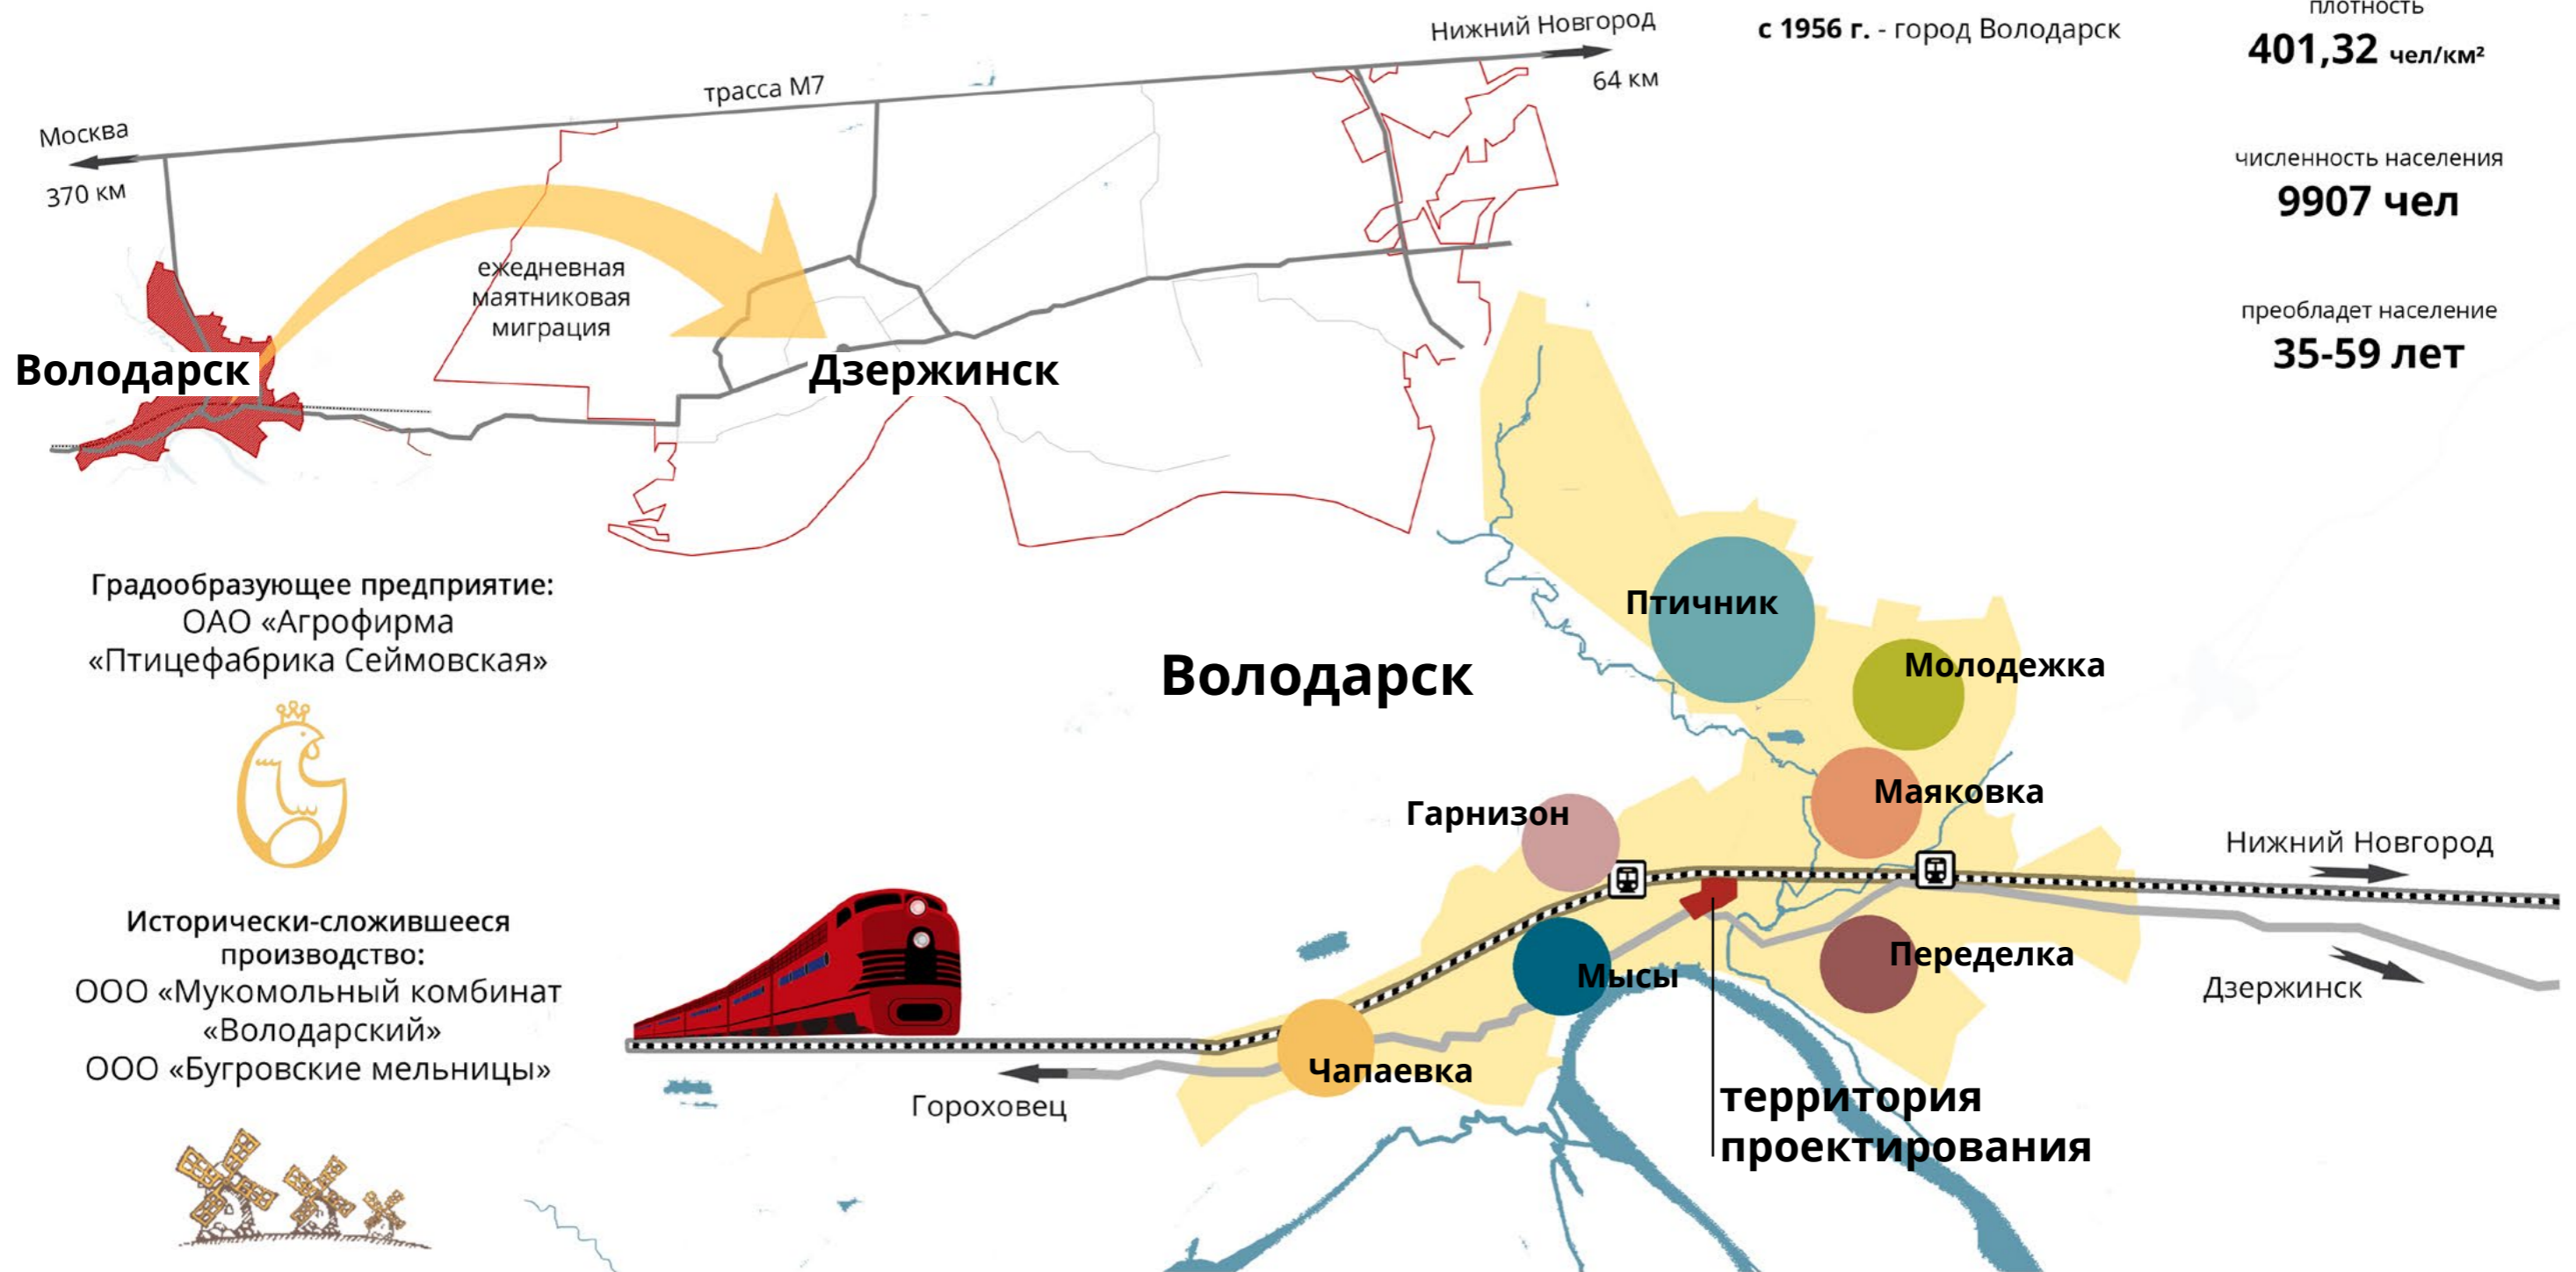 Москва
370 км
трасса М7
Нижний Новгород
64 км
с 1956 г. - город Володарск
плотность
401,32 чел/км²
численность населения
9907 чел
преобладет население
35-59 лет
ежедневная
маятниковая
миграция
Володарск
Дзержинск
Градообразующее предприятие:
ОАО «Агрофирма
«Птицефабрика Сеймовская»
Исторически-сложившееся
производство:
ООО «Мукомольный комбинат
«Володарский»
ООО «Бугровские мельницы»
Володарск
Птичник
Молодежка
Маяковка
Гарнизон
Нижний Новгород
Переделка
Мысы
Дзержинск
Чапаевка
Гороховец
территория
проектирования